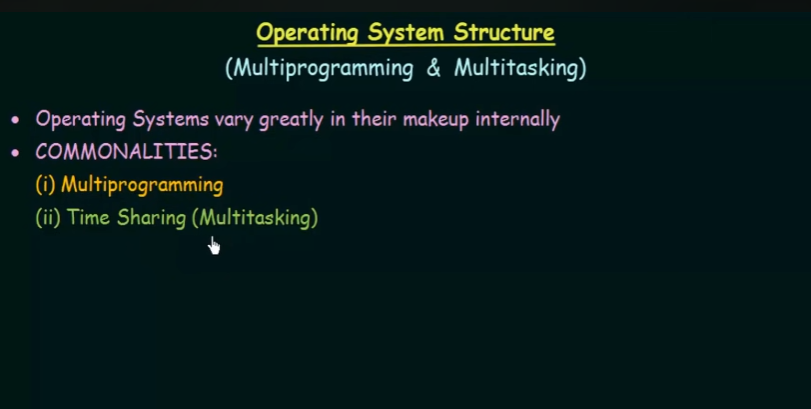 Operating System Structure
(Multiprogramming & Multitasking)
• Operating Systems vary greatly in their makeup internally
• COMMONALITIES:
(i) Multiprogramming
(ii) Time Sharing (Multitasking)